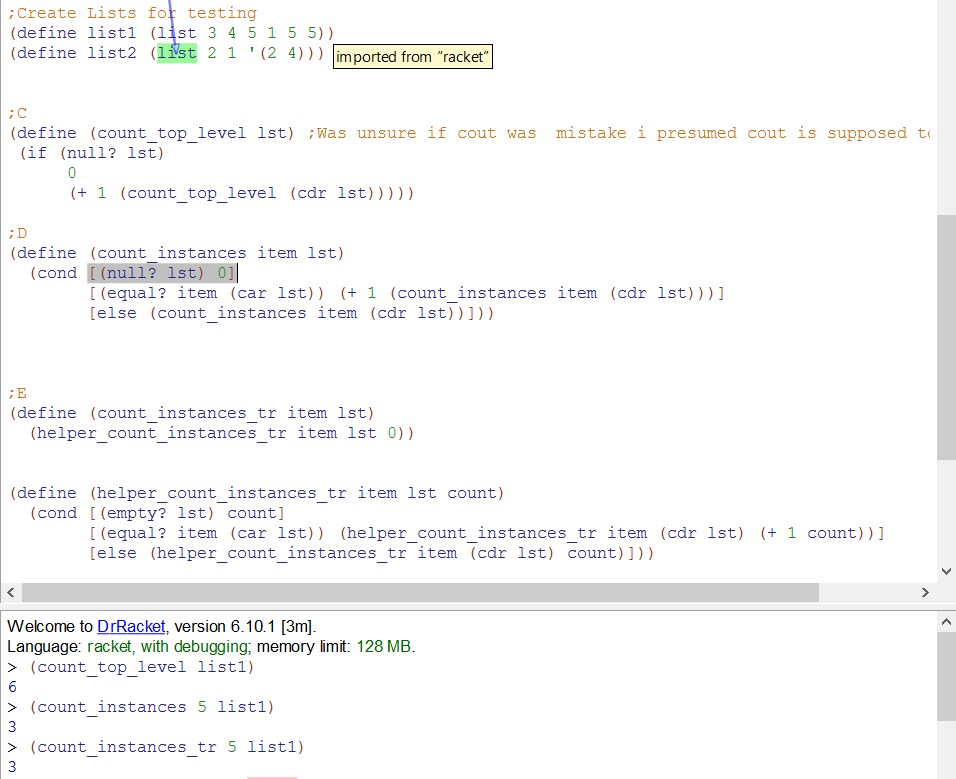 ;Create Lists for testing
(define list1 (list 3 4 5 1 5 5))
(define list2 (list 2 1 '(2 4))) imported from “racket”
;C
(define (count_top_level lst) ;Was unsure if cout was  mistake i presumed cout is supposed to
 (if (null? lst)
      0
      (+ 1 (count_top_level (cdr lst)))))
;D
(define (count_instances item lst)
  (cond [(null? lst) 0]
        [(equal? item (car lst)) (+ 1 (count_instances item (cdr lst)))]
        [else (count_instances item (cdr lst))]))
;E
(define (count_instances_tr item lst)
  (helper_count_instances_tr item lst 0))
(define (helper_count_instances_tr item lst count)
  (cond [(empty? lst) count]
        [(equal? item (car lst)) (helper_count_instances_tr item (cdr lst) (+ 1 count))]
        [else (helper_count_instances_tr item (cdr lst) count)]))
Welcome to DrRacket, version 6.10.1 [3m].
Language: racket, with debugging; memory limit: 128 MB.
> (count_top_level list1)
6
> (count_instances 5 list1)
3
> (count_instances_tr 5 list1)
3